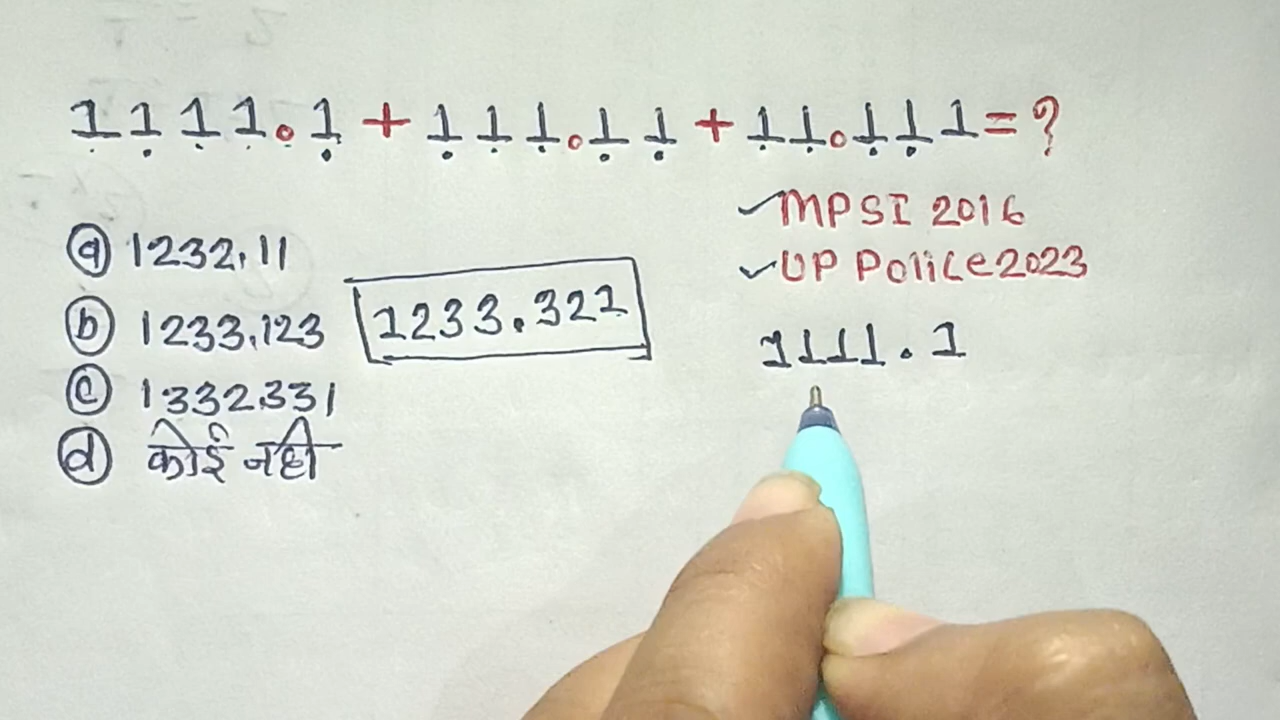 1111.1 + 111.11 + 11.111 = ?
MPSI 2016
UP Police 2023
ⓐ 1232.11
ⓑ 1233.123
1233.321
1111.1
ⓒ 1332.331
ⓓ कोई नही